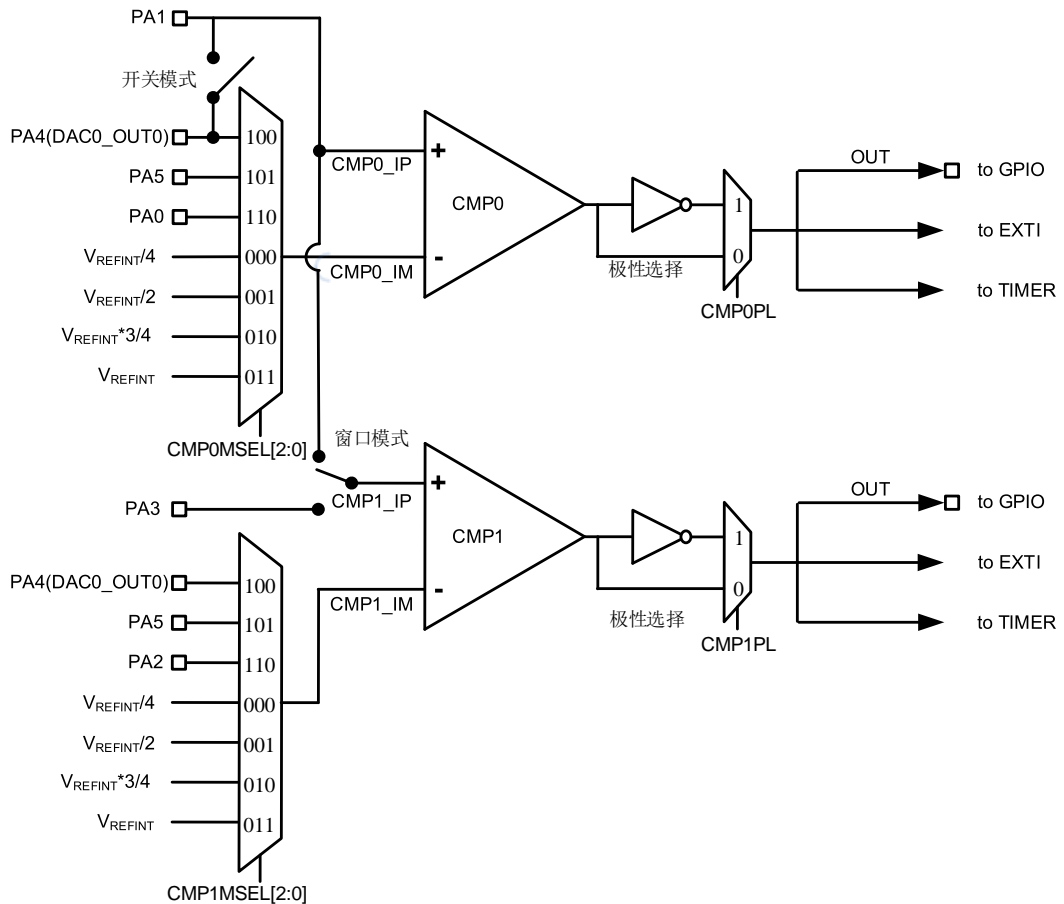 PA1
开关模式
PA4(DAC0_OUT0)
100
PA5
101
PA0
110
VREFINT/4
000
VREFINT/2
001
VREFINT*3/4
010
VREFINT
011
CMP0MSEL[2:0]
CMP0_IP
CMP0_IM
+
-
CMP0
极性选择
1
0
CMP0PL
OUT
to GPIO
to EXTI
to TIMER
窗口模式
PA3
CMP1_IP
CMP1_IM
+
-
CMP1
极性选择
1
0
CMP1PL
OUT
to GPIO
to EXTI
to TIMER
PA4(DAC0_OUT0)
100
PA5
101
PA2
110
VREFINT/4
000
VREFINT/2
001
VREFINT*3/4
010
VREFINT
011
CMP1MSEL[2:0]